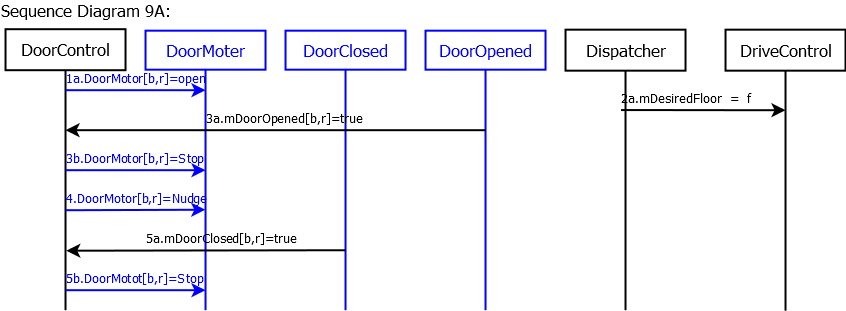 Sequence Diagram 9A:
DoorControl
DoorMoter
DoorClosed
DoorOpened
Dispatcher
DriveControl
1a.DoorMotor[b,r]=open
2a.mDesiredFloor = f
3a.mDoorOpened[b,r]=true
3b.DoorMotor[b,r]=Stop
4.DoorMotor[b,r]=Nudge
5a.mDoorClosed[b,r]=true
5b.DoorMotot[b,r]=Stop